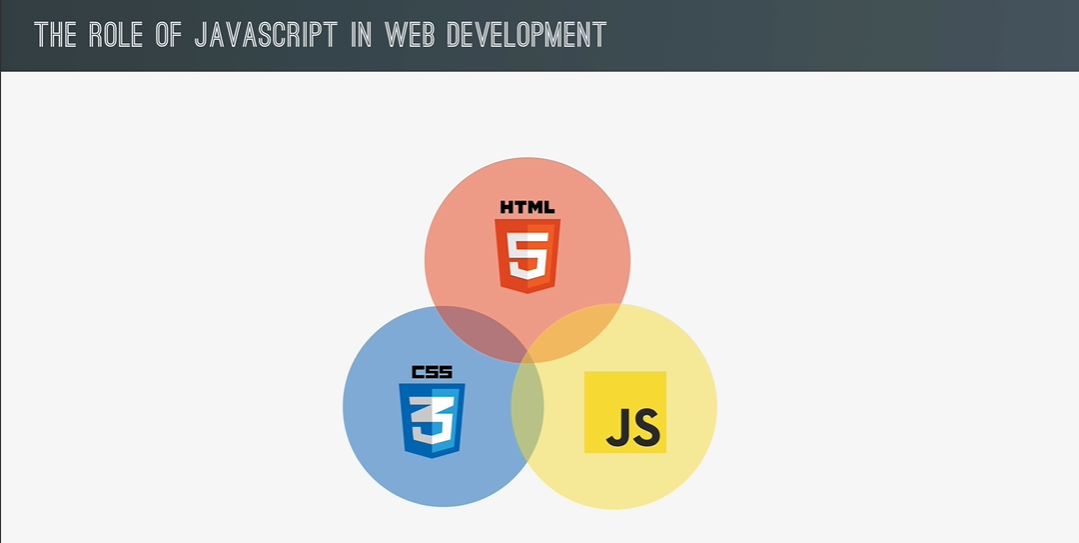 THE ROLE OF JAVASCRIPT IN WEB DEVELOPMENT
HTML
5
CSS
3
JS